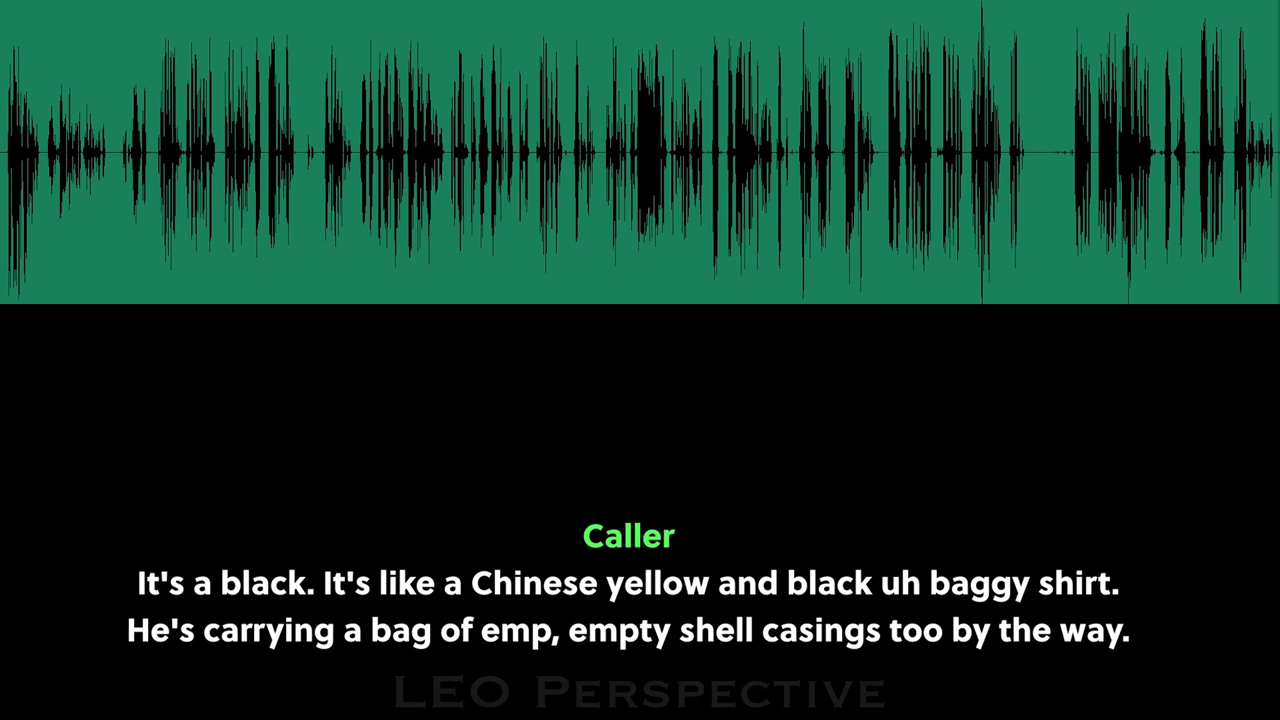 Caller
It's a black. It's like a Chinese yellow and black uh baggy shirt.
He's carrying a bag of emp, empty shell casings too by the way.
LEO Perspective